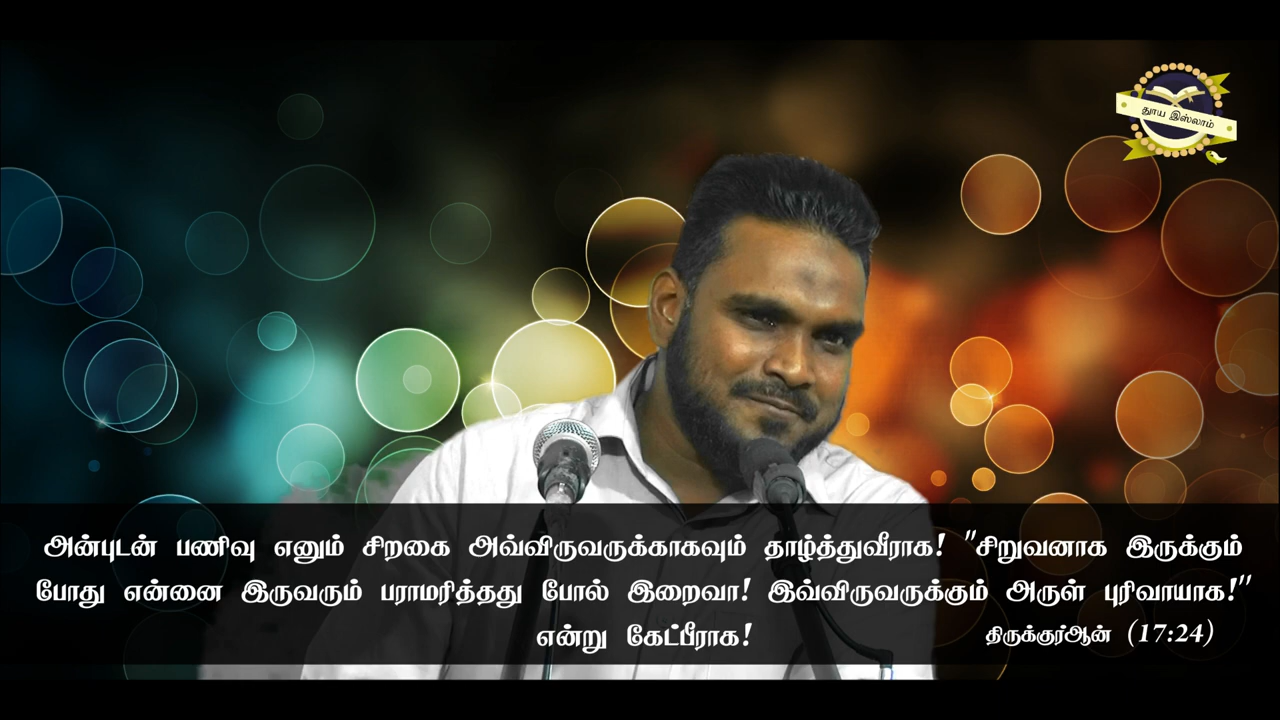 தூய இஸ்லாம்
அன்புடன் பணிவு எனும் சிறகை அவ்விருவருக்காகவும் தாழ்த்துவீராக! "சிறுவனாக இருக்கும்
போது என்னை இருவரும் பராமரித்தது போல் இறைவா! இவ்விருவருக்கும் அருள் புரிவாயாக!"
என்று கேட்பீராக!
திருக்குர்ஆன் (17:24)